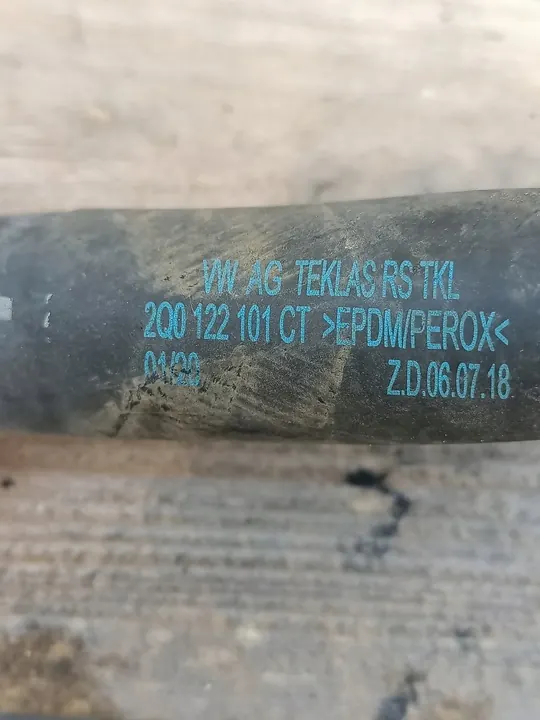 VW AG TEKLAS RS TKL
2Q0 122 101 CT >EPDM/PEROX<
01/20 Z.D.06.07.18